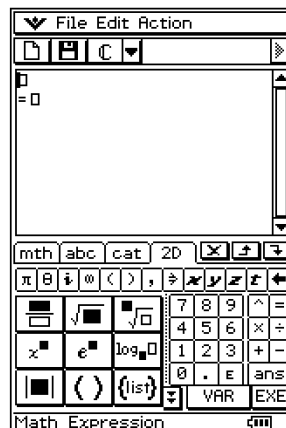 File Edit Action
ℂ
=
mth abc cat 2D
π θ i ∞ ( ) , ⇒ x y z t ←
√ √
7 8 9 ^ =
4 5 6 × ÷
x e log
1 2 3 + −
0 . E ans
| | ( ) {list}
VAR EXE
Math Expression